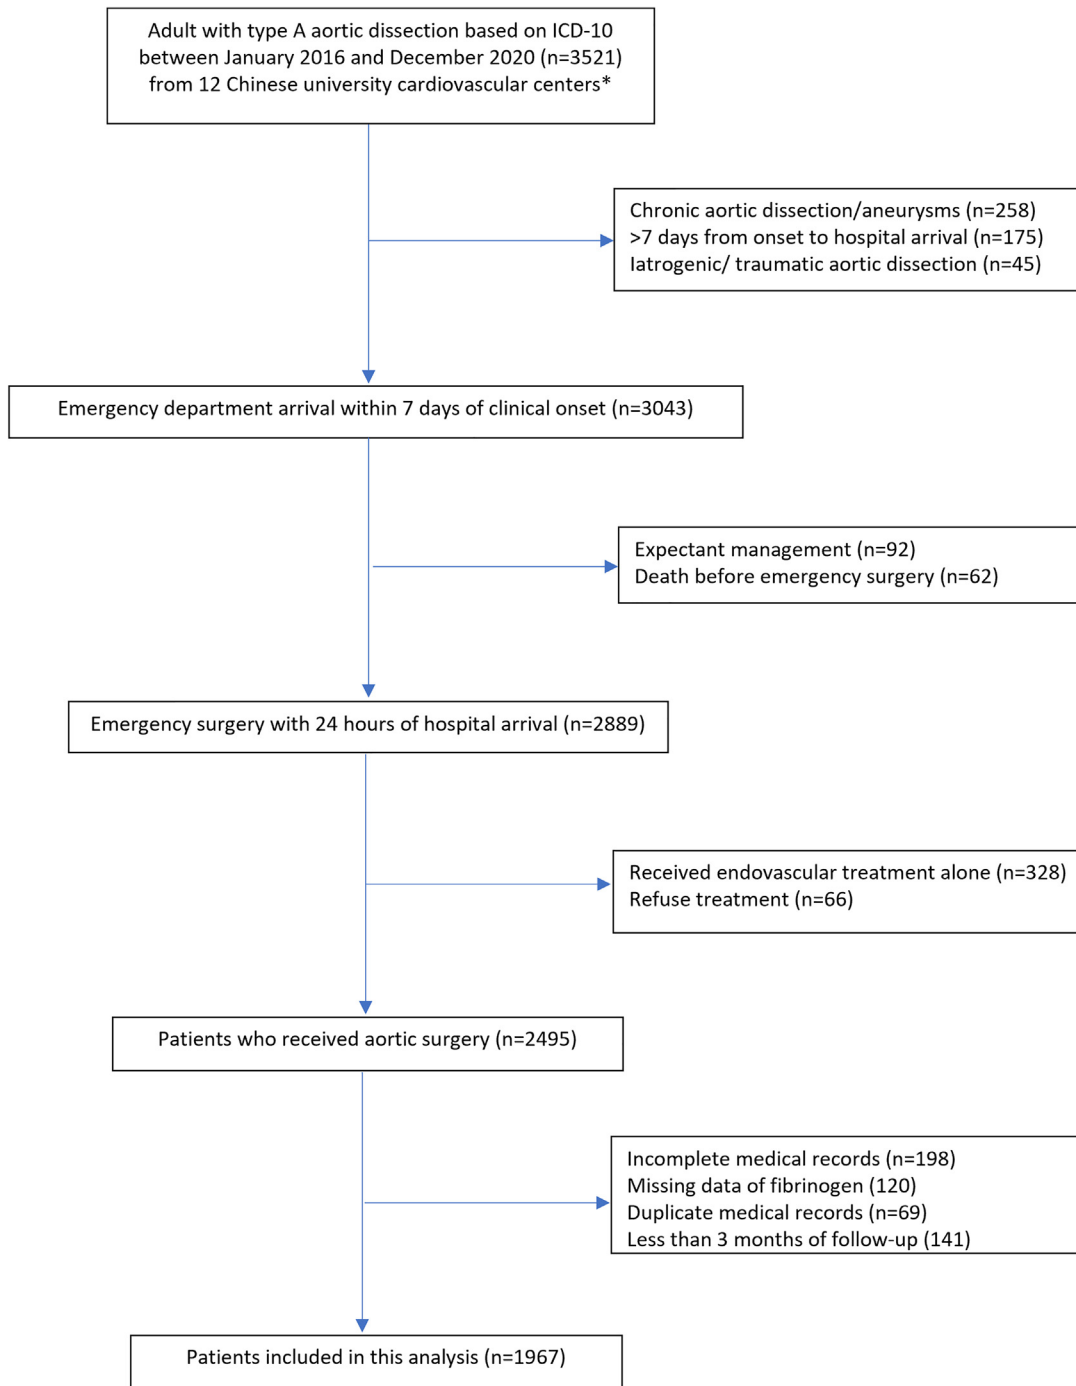 Adult with type A aortic dissection based on ICD-10
between January 2016 and December 2020 (n=3521)
from 12 Chinese university cardiovascular centers*
Chronic aortic dissection/aneurysms (n=258)
>7 days from onset to hospital arrival (n=175)
Iatrogenic/ traumatic aortic dissection (n=45)
Emergency department arrival within 7 days of clinical onset (n=3043)
Expectant management (n=92)
Death before emergency surgery (n=62)
Emergency surgery with 24 hours of hospital arrival (n=2889)
Received endovascular treatment alone (n=328)
Refuse treatment (n=66)
Patients who received aortic surgery (n=2495)
Incomplete medical records (n=198)
Missing data of fibrinogen (120)
Duplicate medical records (n=69)
Less than 3 months of follow-up (141)
Patients included in this analysis (n=1967)